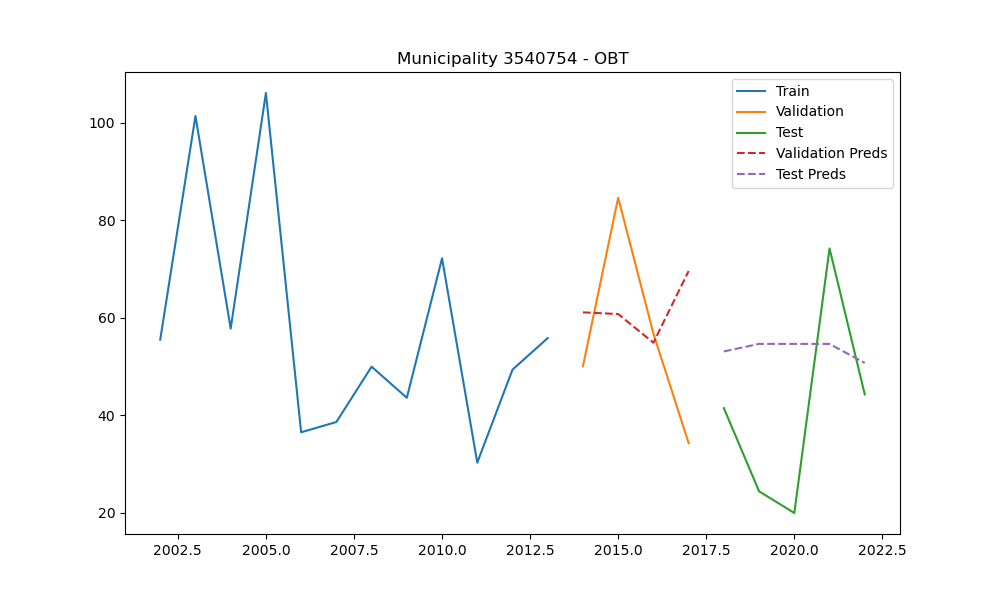 Municipality 3540754 - OBT
Train
Validation
Test
Validation Preds
Test Preds
100
80
60
40
20
2002.5 2005.0 2007.5 2010.0 2012.5 2015.0 2017.5 2020.0 2022.5